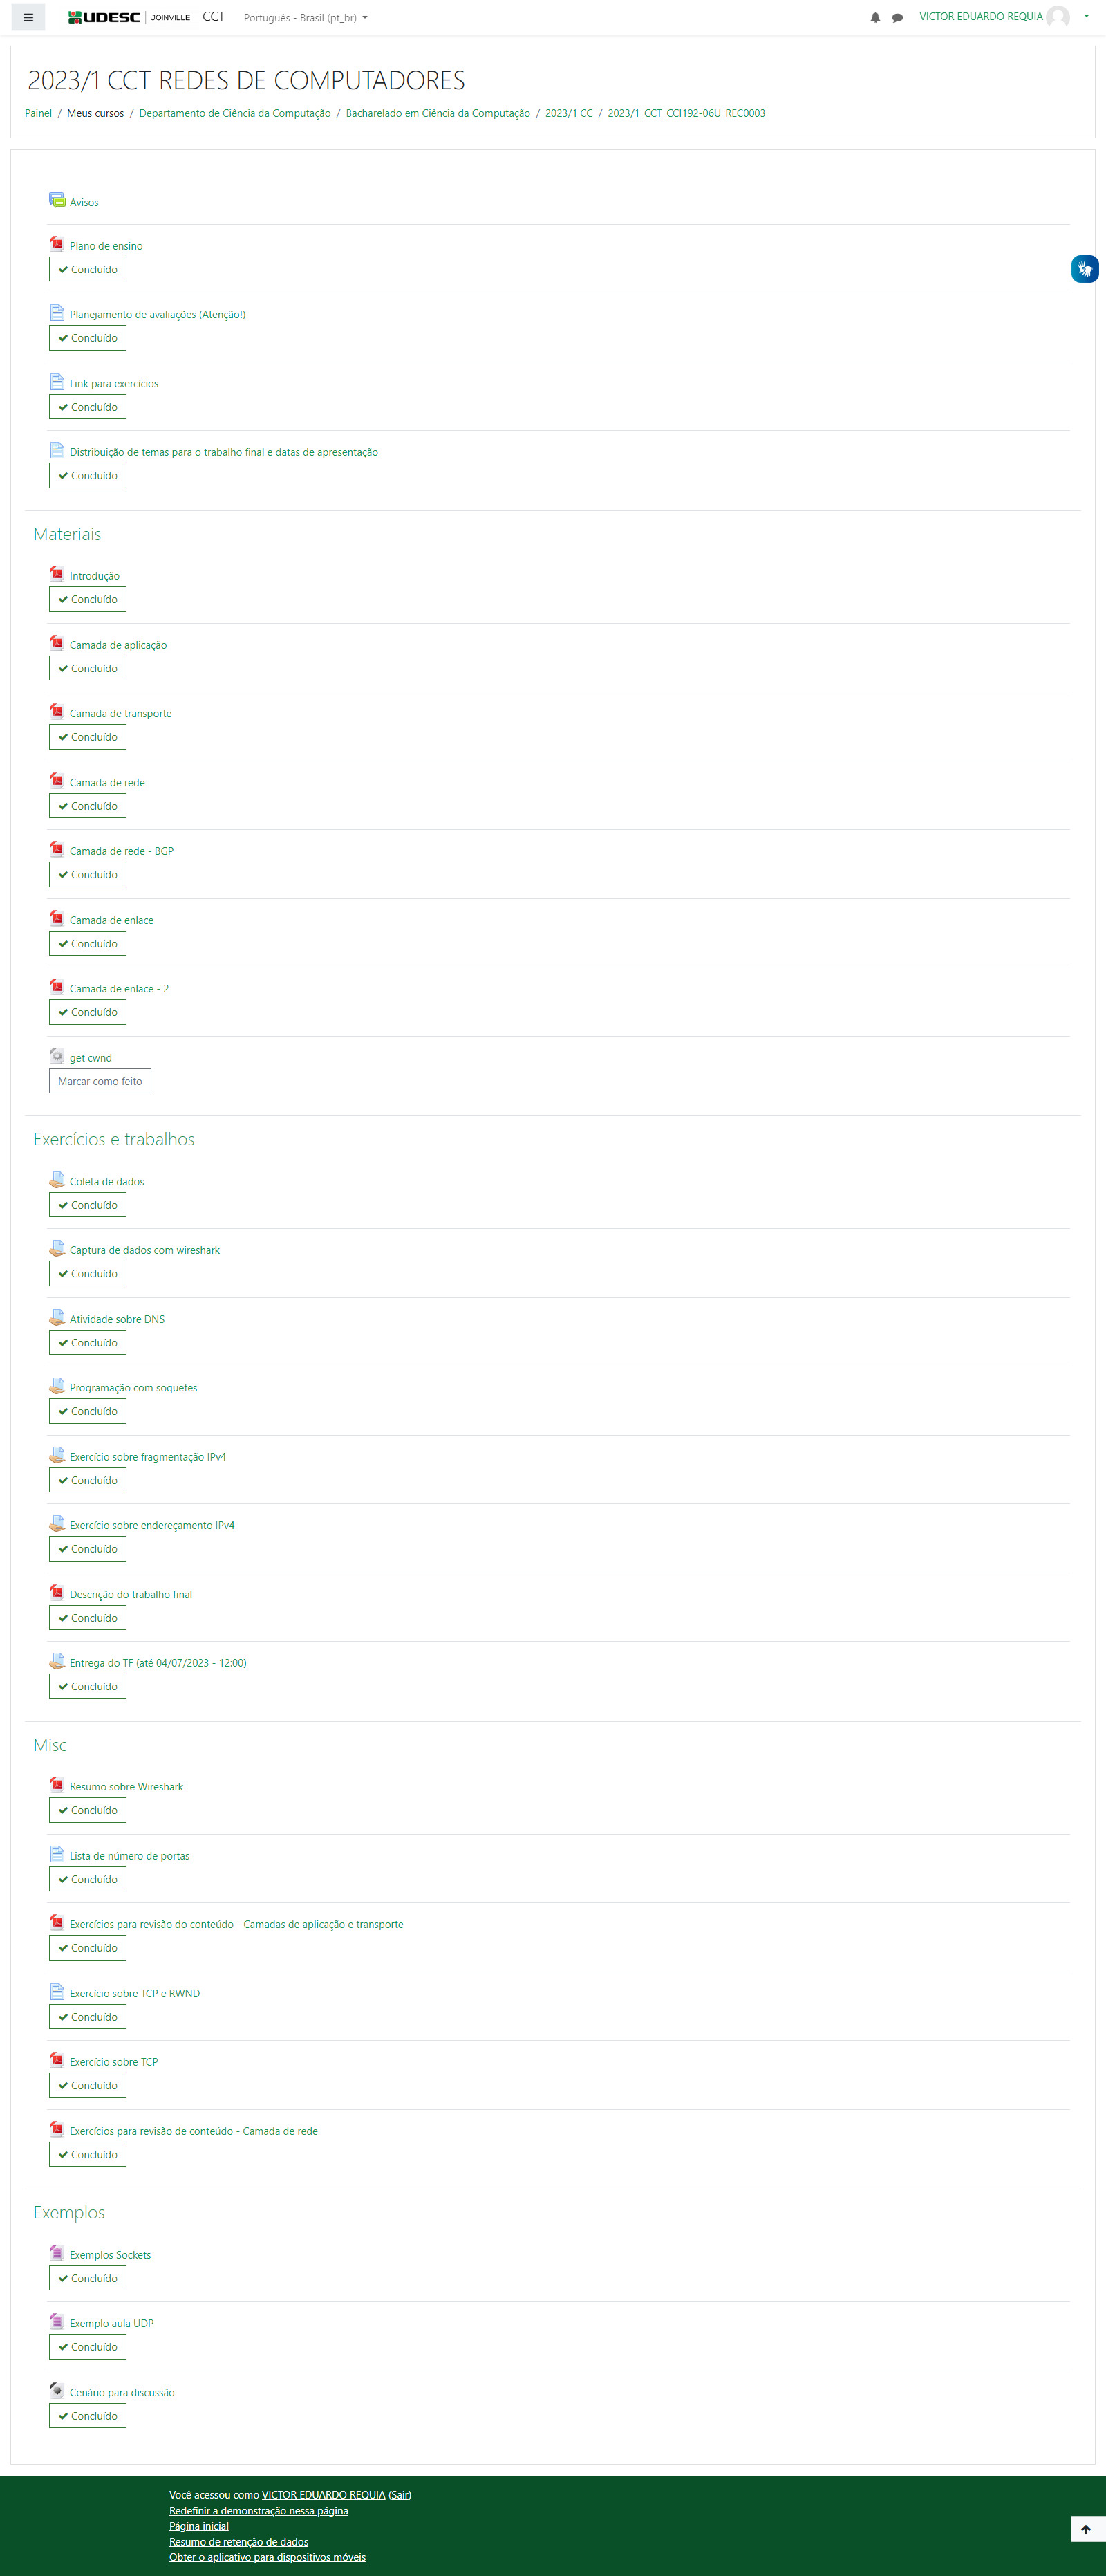 UDESC JOINVILLE CCT Português - Brasil (pt_br) VICTOR EDUARDO REQUIA
2023/1 CCT REDES DE COMPUTADORES
Painel / Meus cursos / Departamento de Ciência da Computação / Bacharelado em Ciência da Computação / 2023/1 CC / 2023/1_CCT_CCI192-06U_REC0003
Avisos
Plano de ensino
Concluído
Planejamento de avaliações (Atenção!)
Concluído
Link para exercícios
Concluído
Distribuição de temas para o trabalho final e datas de apresentação
Concluído
Materiais
Introdução
Concluído
Camada de aplicação
Concluído
Camada de transporte
Concluído
Camada de rede
Concluído
Camada de rede - BGP
Concluído
Camada de enlace
Concluído
Camada de enlace - 2
Concluído
get cwnd
Marcar como feito
Exercícios e trabalhos
Coleta de dados
Concluído
Captura de dados com wireshark
Concluído
Atividade sobre DNS
Concluído
Programação com soquetes
Concluído
Exercício sobre fragmentação IPv4
Concluído
Exercício sobre endereçamento IPv4
Concluído
Descrição do trabalho final
Concluído
Entrega do TF (até 04/07/2023 - 12:00)
Concluído
Misc
Resumo sobre Wireshark
Concluído
Lista de número de portas
Concluído
Exercícios para revisão do conteúdo - Camadas de aplicação e transporte
Concluído
Exercício sobre TCP e RWND
Concluído
Exercício sobre TCP
Concluído
Exercícios para revisão de conteúdo - Camada de rede
Concluído
Exemplos
Exemplos Sockets
Concluído
Exemplo aula UDP
Concluído
Cenário para discussão
Concluído
Você acessou como VICTOR EDUARDO REQUIA (Sair)
Redefinir a demonstração nessa página
Página inicial
Resumo de retenção de dados
Obter o aplicativo para dispositivos móveis